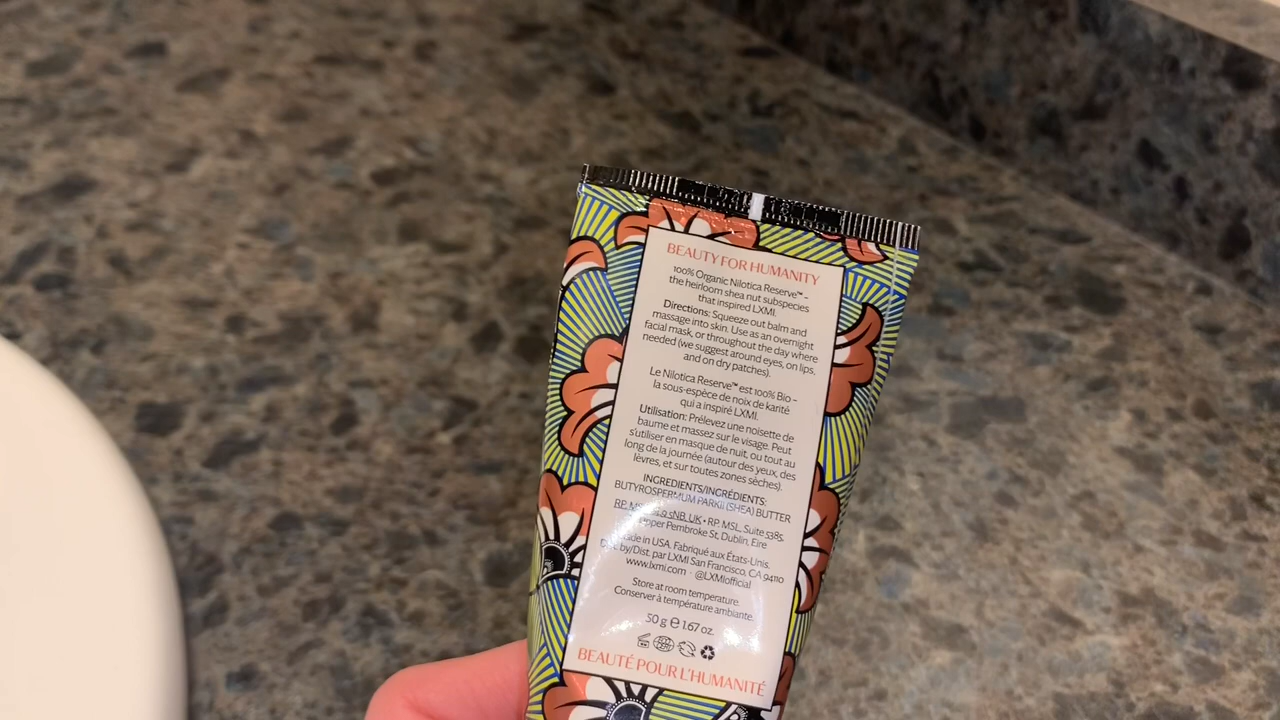 BEAUTY FOR HUMANITY
100% Organic Nilotica Reserve™ –
the heirloom shea nut subspecies
that inspired LXMI.
Directions: Squeeze out balm and
massage into skin. Use as an overnight
facial mask, or throughout the day where
needed (we suggest around eyes, on lips,
and on dry patches).
Le Nilotica Reserve™ est 100% Bio –
la sous-espèce de noix de karité
qui a inspiré LXMI.
Utilisation: Prélevez une noisette de
baume et massez sur le visage. Peut
s'utiliser en masque de nuit, ou tout au
long de la journée (autour des yeux, des
lèvres, et sur toutes zones sèches).
INGREDIENTS/INGRÉDIENTS:
BUTYROSPERMUM PARKII (SHEA) BUTTER
RP. 5NB, UK • RP. MSL, Suite 5385,
Upper Pembroke St, Dublin, Eire
Made in USA. Fabriqué aux États-Unis.
Dist. by/Dist. par LXMI San Francisco, CA 94110
www.lxmi.com · @LXMIofficial
Store at room temperature.
Conserver à température ambiante.
50 g ℮ 1.67 oz.
BEAUTÉ POUR L'HUMANITÉ